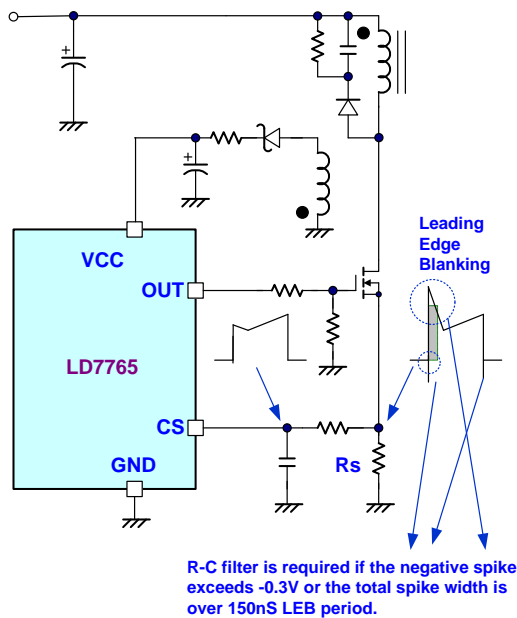 +
+
VCC
OUT
LD7765
CS
GND
Rs
Leading
Edge
Blanking
R-C filter is required if the negative spike
exceeds -0.3V or the total spike width is
over 150nS LEB period.